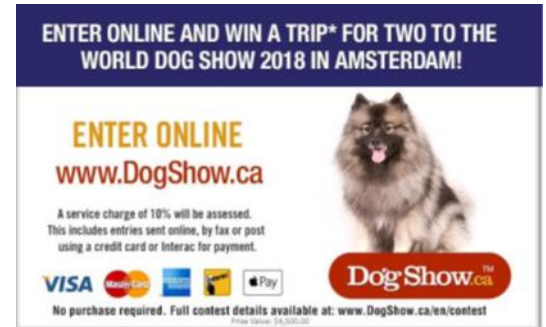 ENTER ONLINE AND WIN A TRIP* FOR TWO TO THE
WORLD DOG SHOW 2018 IN AMSTERDAM!
ENTER ONLINE
www.DogShow.ca
A service charge of 10% will be assessed.
This includes entries sent online, by fax or post
using a credit card or Interac for payment.
VISA MasterCard Pay
DogShow.ca™
No purchase required. Full contest details available at: www.DogShow.ca/en/contest
Prize Value: $4,500.00